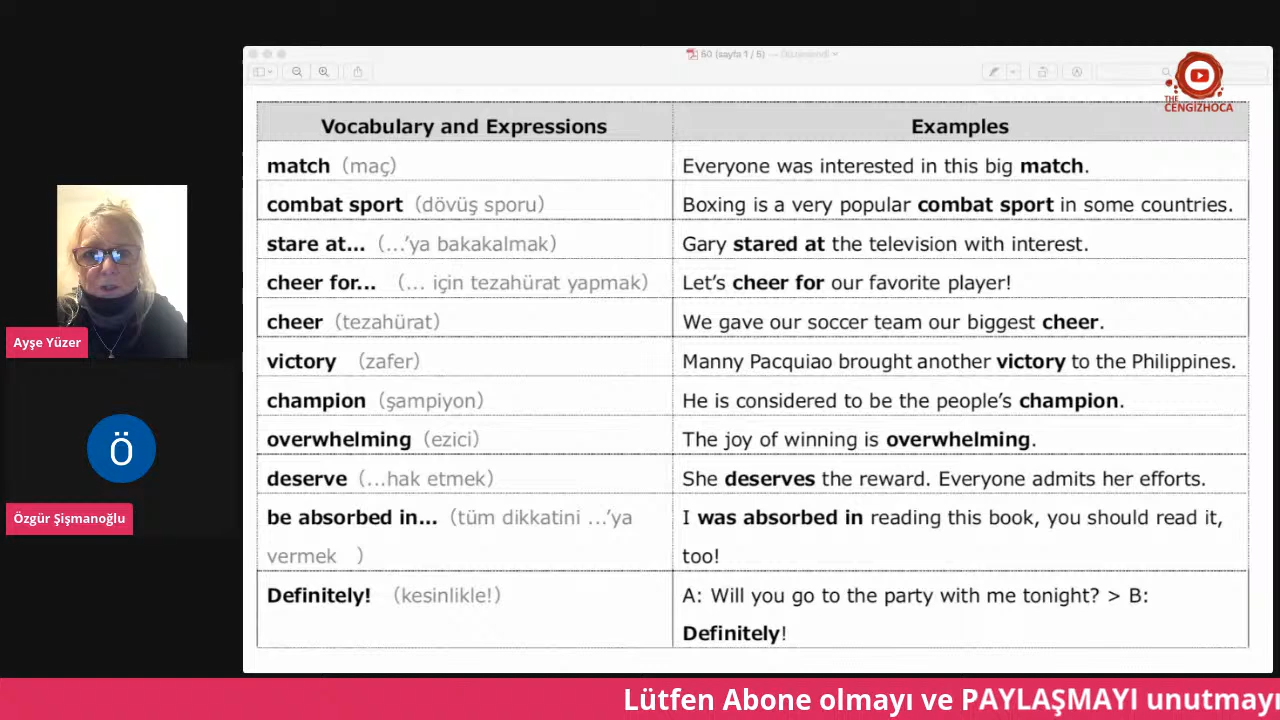 60 (sayfa 1 / 5) — Düzenlendi
THE
CENGIZHOCA
Vocabulary and Expressions Examples
match (maç) Everyone was interested in this big match.
combat sport (dövüş sporu) Boxing is a very popular combat sport in some countries.
stare at... (...'ya bakakalmak) Gary stared at the television with interest.
cheer for... (... için tezahürat yapmak) Let's cheer for our favorite player!
cheer (tezahürat) We gave our soccer team our biggest cheer.
victory (zafer) Manny Pacquiao brought another victory to the Philippines.
champion (şampiyon) He is considered to be the people's champion.
overwhelming (ezici) The joy of winning is overwhelming.
deserve (...hak etmek) She deserves the reward. Everyone admits her efforts.
be absorbed in... (tüm dikkatini ...'ya I was absorbed in reading this book, you should read it,
vermek ) too!
Definitely! (kesinlikle!) A: Will you go to the party with me tonight? > B:
Definitely!
Ayşe Yüzer
Ö
Özgür Şişmanoğlu
Lütfen Abone olmayı ve PAYLAŞMAYI unutmayı